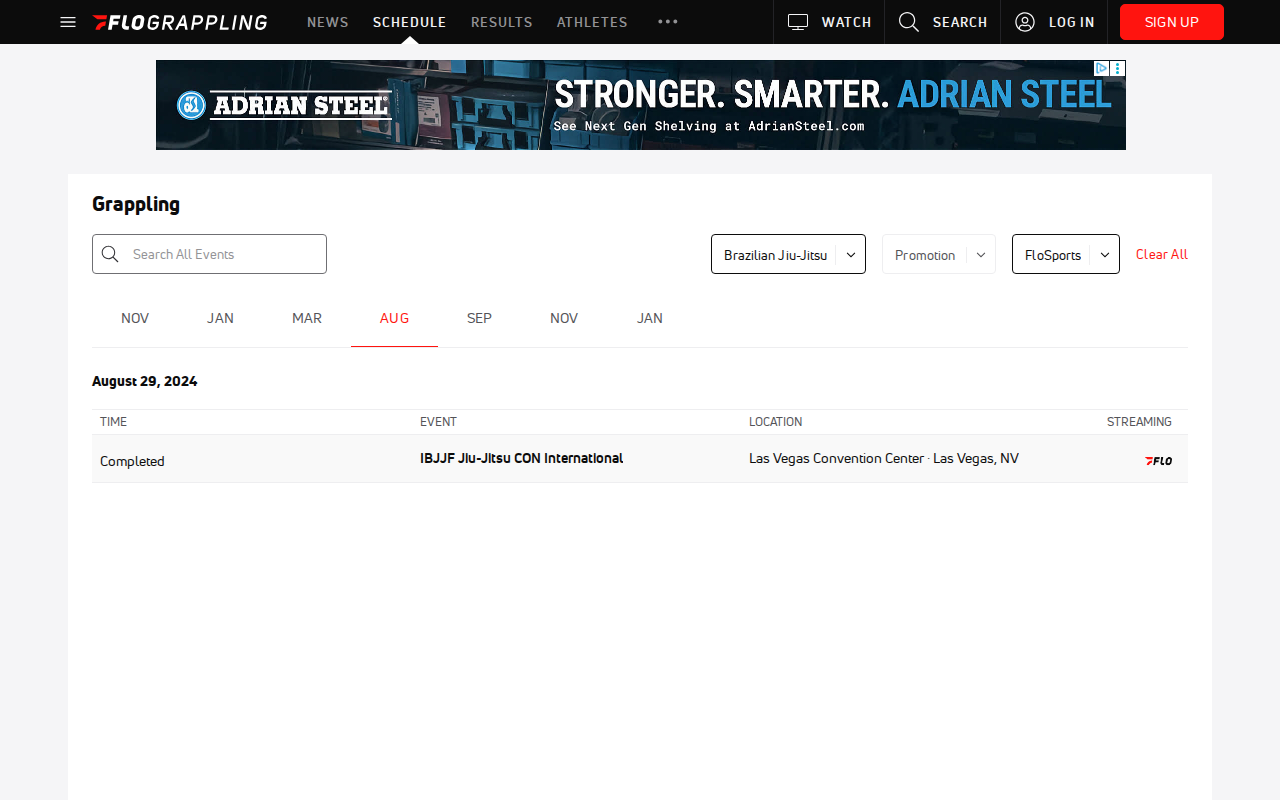 FLOGRAPPLING NEWS SCHEDULE RESULTS ATHLETES ••• WATCH SEARCH LOG IN SIGN UP
ADRIAN STEEL
STRONGER. SMARTER. ADRIAN STEEL
See Next Gen Shelving at AdrianSteel.com
Grappling
Search All Events Brazilian Jiu-Jitsu Promotion FloSports Clear All
NOV JAN MAR AUG SEP NOV JAN
August 29, 2024
TIME EVENT LOCATION STREAMING
Completed IBJJF Jiu-Jitsu CON International Las Vegas Convention Center · Las Vegas, NV FLO